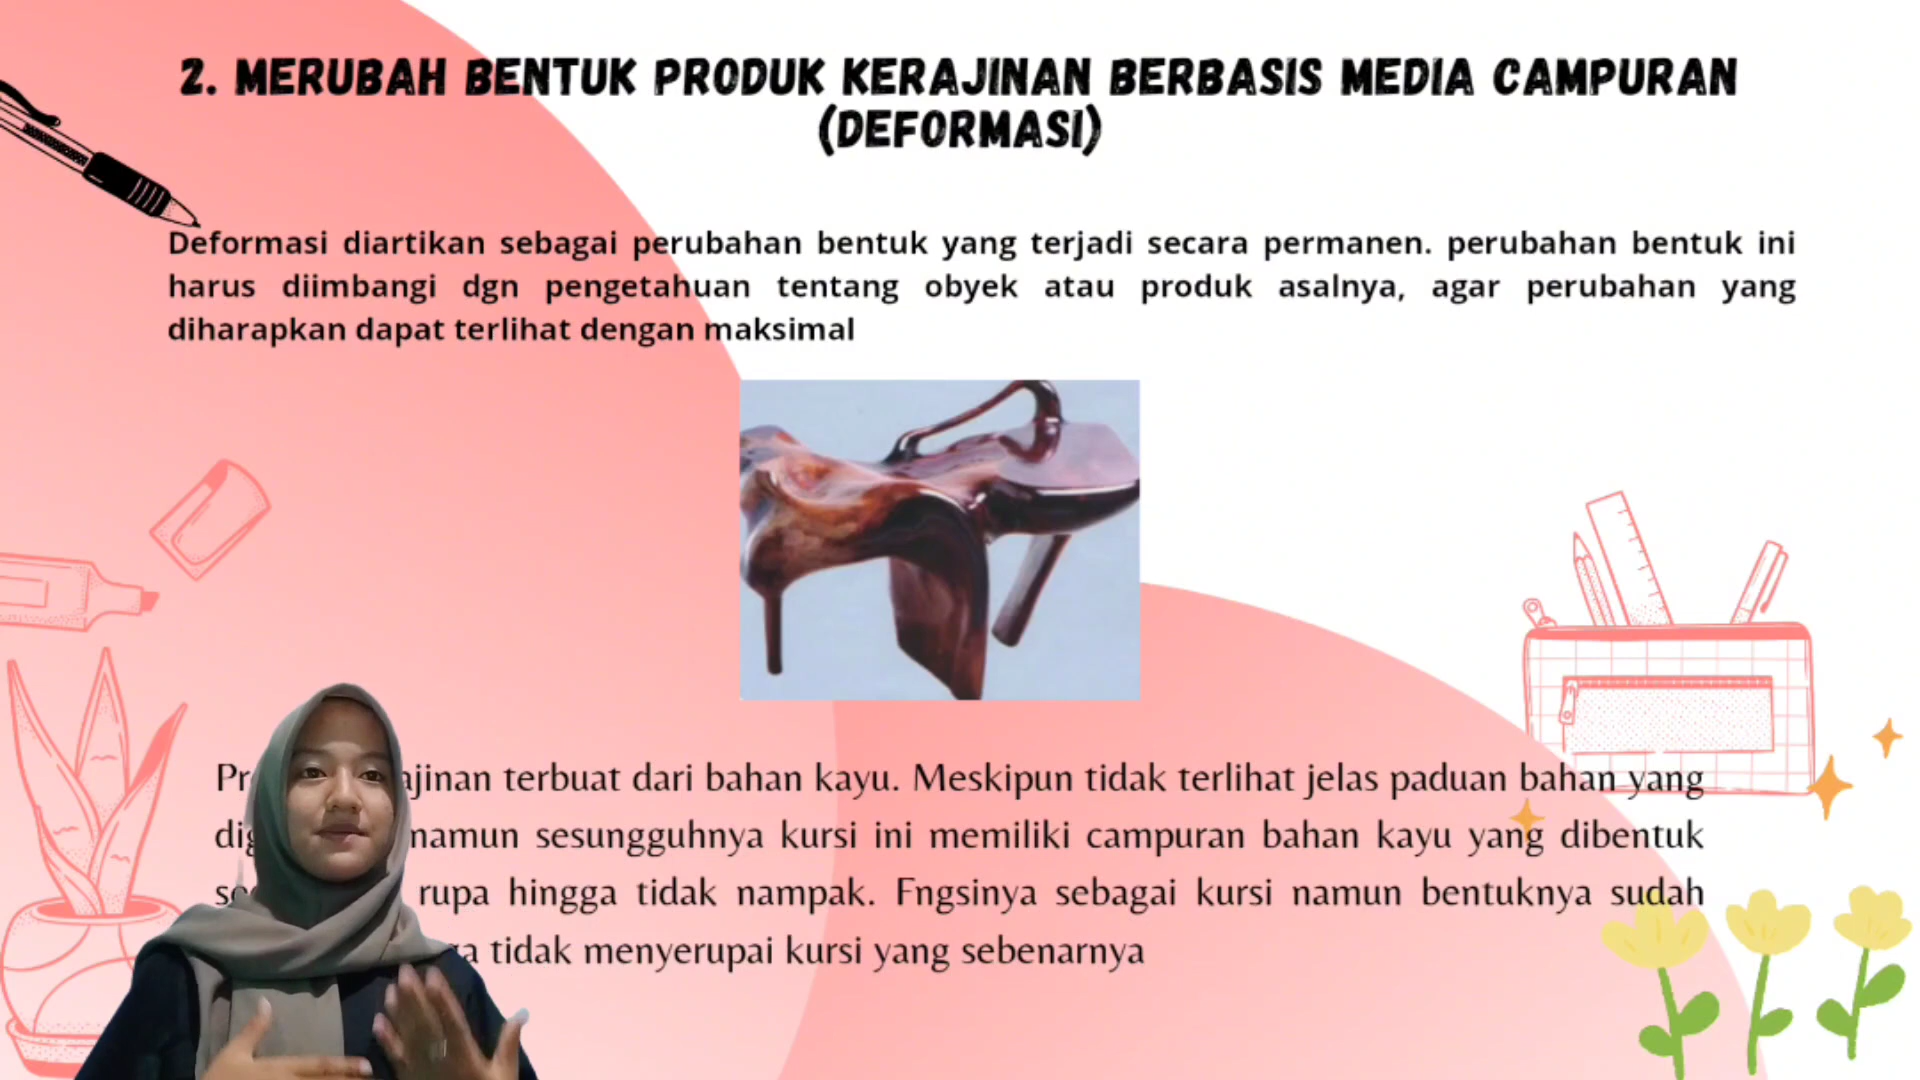 2. MERUBAH BENTUK PRODUK KERAJINAN BERBASIS MEDIA CAMPURAN
(DEFORMASI)
Deformasi diartikan sebagai perubahan bentuk yang terjadi secara permanen. perubahan bentuk ini
harus diimbangi dgn pengetahuan tentang obyek atau produk asalnya, agar perubahan yang
diharapkan dapat terlihat dengan maksimal
terbuat dari bahan kayu. Meskipun tidak terlihat jelas paduan bahan yang
namun sesungguhnya kursi ini memiliki campuran bahan kayu yang dibentuk
rupa hingga tidak nampak. Fngsinya sebagai kursi namun bentuknya sudah
tidak menyerupai kursi yang sebenarnya